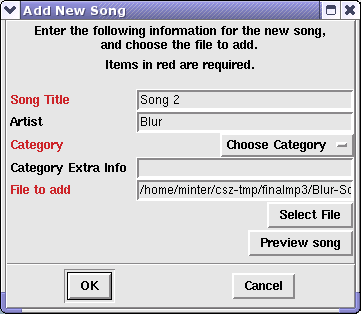 Add New Song
Enter the following information for the new song,
and choose the file to add.
Items in red are required.
Song Title Song 2
Artist Blur
Category Choose Category
Category Extra Info
File to add /home/minter/csz-tmp/finalmp3/Blur-So
Select File
Preview song
OK Cancel